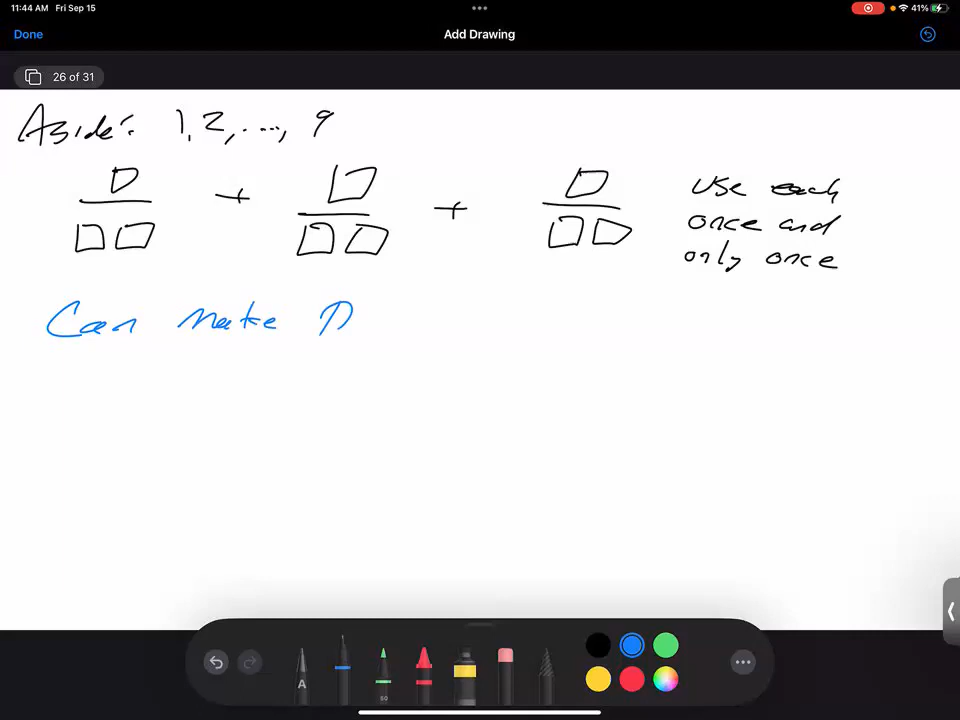 11:44 AM Fri Sep 15
41%
Done
Add Drawing
26 of 31
Aside: 1,2,...., 9
+ + use each
once and
only once
Can make
A
50